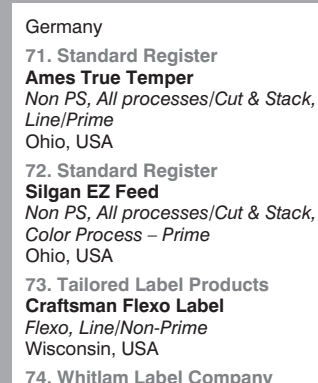 Germany
71. Standard Register
Ames True Temper
Non PS, All processes/Cut & Stack,
Line/Prime
Ohio, USA
72. Standard Register
Silgan EZ Feed
Non PS, All processes/Cut & Stack,
Color Process – Prime
Ohio, USA
73. Tailored Label Products
Craftsman Flexo Label
Flexo, Line/Non-Prime
Wisconsin, USA
74. Whitlam Label Company